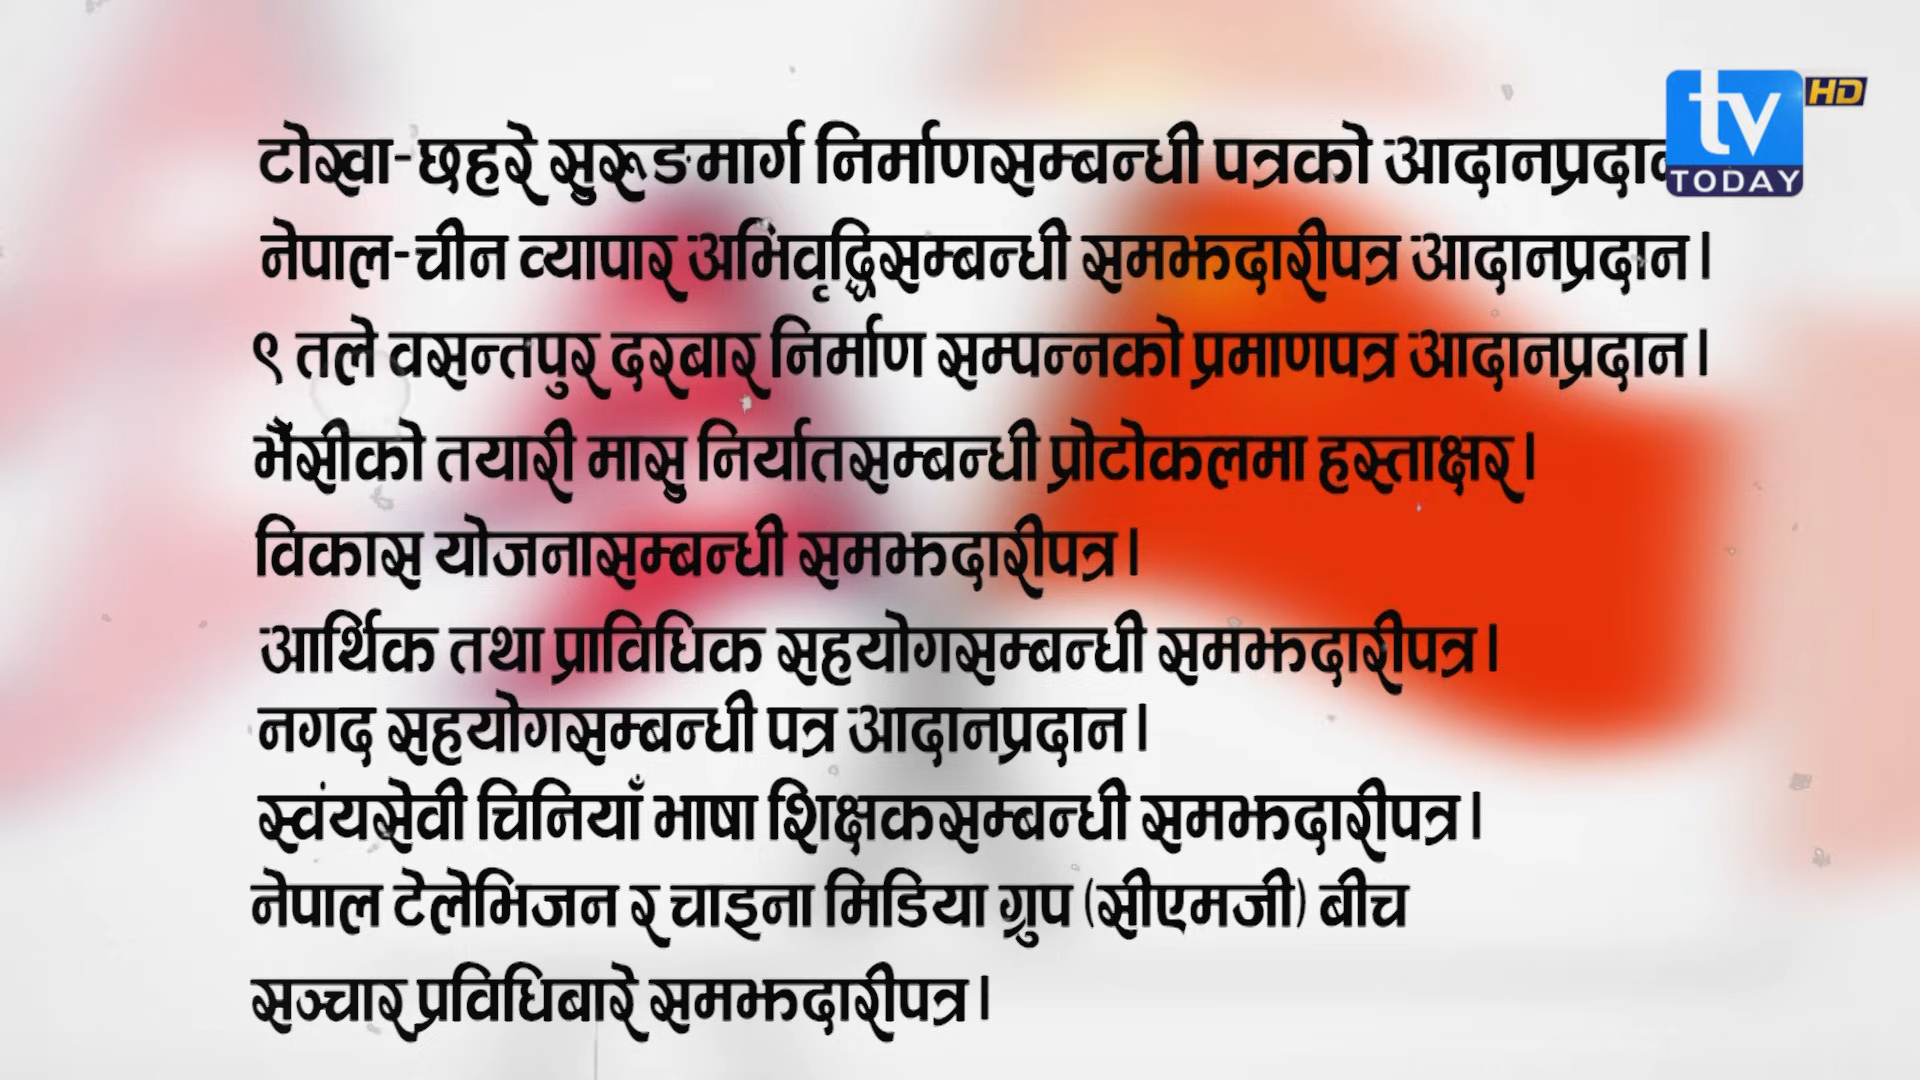 टोखा-छहरे सुरूङमार्ग निर्माणसम्बन्धी पत्रको
नेपाल-चीन व्यापार अभिवृद्धिसम्बन्धी समझदारीपत्र आदानप्रदान।
९ तले वसन्तपुर दरबार निर्माण सम्पन्नको प्रमाणपत्र आदानप्रदान।
भैंसीको तयारी मासु निर्यातसम्बन्धी प्रोटोकलमा हस्ताक्षर।
विकास योजनासम्बन्धी समझदारीपत्र।
आर्थिक तथा प्राविधिक सहयोगसम्बन्धी समझदारीपत्र।
नगद सहयोगसम्बन्धी पत्र आदानप्रदान।
स्वंयसेवी चिनियाँ भाषा शिक्षकसम्बन्धी समझदारीपत्र।
नेपाल टेलेभिजन र चाइना मिडिया ग्रुप (सीएमजी) बीच
सञ्चार प्रविधिबारे समझदारीपत्र।
tv HD
TODAY